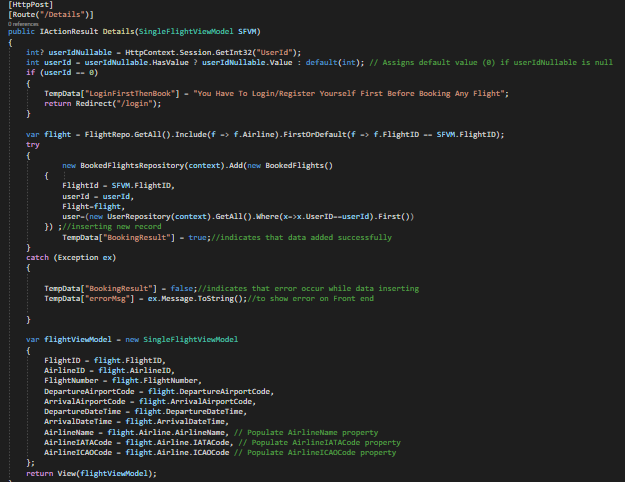 [HttpPost]
[Route("/Details")]
0 references
public IActionResult Details(SingleFlightViewModel SFVM)
{
int? userIdNullable = HttpContext.Session.GetInt32("UserId");
int userId = userIdNullable.HasValue ? userIdNullable.Value : default(int); // Assigns default value (0) if userIdNullable is null
if (userId == 0)
{
TempData["LoginFirstThenBook"] = "You Have To Login/Register Yourself First Before Booking Any Flight";
return Redirect("/login");
}
var flight = FlightRepo.GetAll().Include(f => f.Airline).FirstOrDefault(f => f.FlightID == SFVM.FlightID);
try
{
new BookedFlightsRepository(context).Add(new BookedFlights()
{
FlightId = SFVM.FlightID,
userId = userId,
Flight=flight,
user=(new UserRepository(context).GetAll().Where(x=>x.UserID==userId).First())
}) ;//inserting new record
TempData["BookingResult"] = true;//indicates that data added successfully
}
catch (Exception ex)
{
TempData["BookingResult"] = false;//indicates that error occur while data inserting
TempData["errorMsg"] = ex.Message.ToString();//to show error on Front end
}
var flightViewModel = new SingleFlightViewModel
{
FlightID = flight.FlightID,
AirlineID = flight.AirlineID,
FlightNumber = flight.FlightNumber,
DepartureAirportCode = flight.DepartureAirportCode,
ArrivalAirportCode = flight.ArrivalAirportCode,
DepartureDateTime = flight.DepartureDateTime,
ArrivalDateTime = flight.ArrivalDateTime,
AirlineName = flight.Airline.AirlineName, // Populate AirlineName property
AirlineIATACode = flight.Airline.IATACode, // Populate AirlineIATACode property
AirlineICAOCode = flight.Airline.ICAOCode // Populate AirlineICAOCode property
};
return View(flightViewModel);